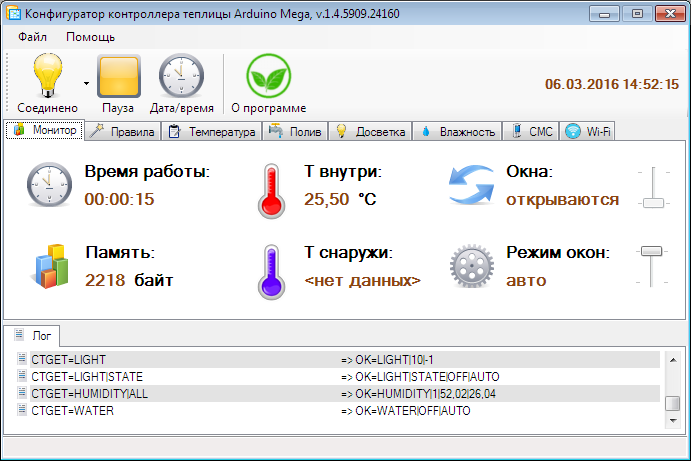 Конфигуратор контроллера теплицы Arduino Mega, v.1.4.5909.24160
Файл Помощь
Соединено Пауза Дата/время О программе
06.03.2016 14:52:15
Монитор Правила Температура Полив Досветка Влажность СМС Wi-Fi
Время работы: Т внутри: Окна:
00:00:15 25,50 °C открываются
Память: Т снаружи: Режим окон:
2218 байт <нет данных> авто
Лог
CTGET=LIGHT => OK=LIGHT|10|-1
CTGET=LIGHT|STATE => OK=LIGHT|STATE|OFF|AUTO
CTGET=HUMIDITY|ALL => OK=HUMIDITY|1|52,02|26,04
CTGET=WATER => OK=WATER|OFF|AUTO